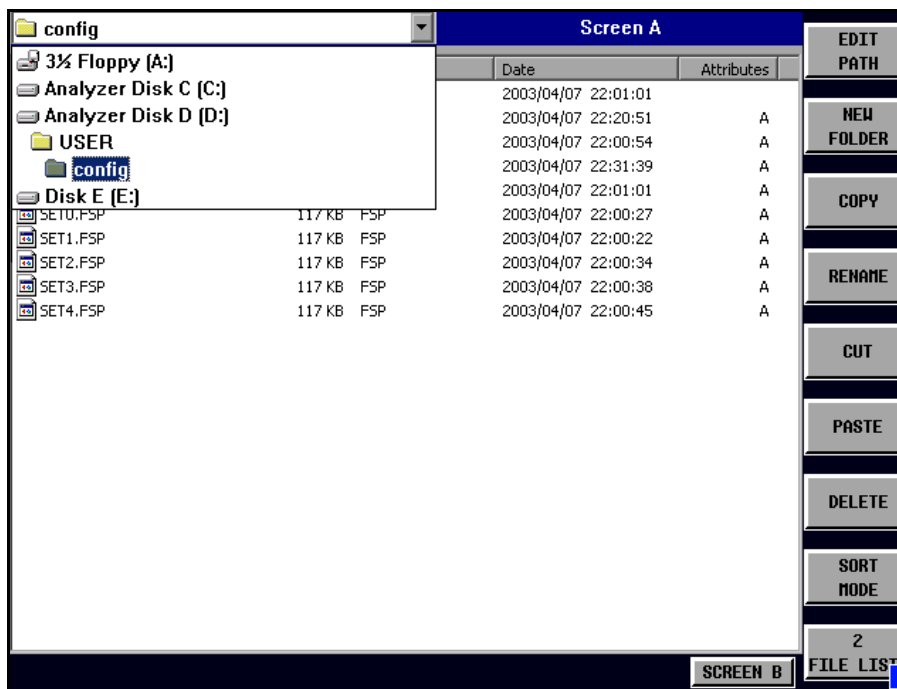 config
Screen A
EDIT PATH
3½ Floppy (A:)
Analyzer Disk C (C:)
Analyzer Disk D (D:)
USER
config
Disk E (E:)
Date Attributes
2003/04/07 22:01:01
2003/04/07 22:20:51 A
2003/04/07 22:00:54 A
2003/04/07 22:31:39 A
2003/04/07 22:01:01 A
SET0.FSP 117 KB FSP 2003/04/07 22:00:27 A
SET1.FSP 117 KB FSP 2003/04/07 22:00:22 A
SET2.FSP 117 KB FSP 2003/04/07 22:00:34 A
SET3.FSP 117 KB FSP 2003/04/07 22:00:38 A
SET4.FSP 117 KB FSP 2003/04/07 22:00:45 A
NEW
FOLDER
COPY
RENAME
CUT
PASTE
DELETE
SORT
MODE
2
FILE LIST
SCREEN B